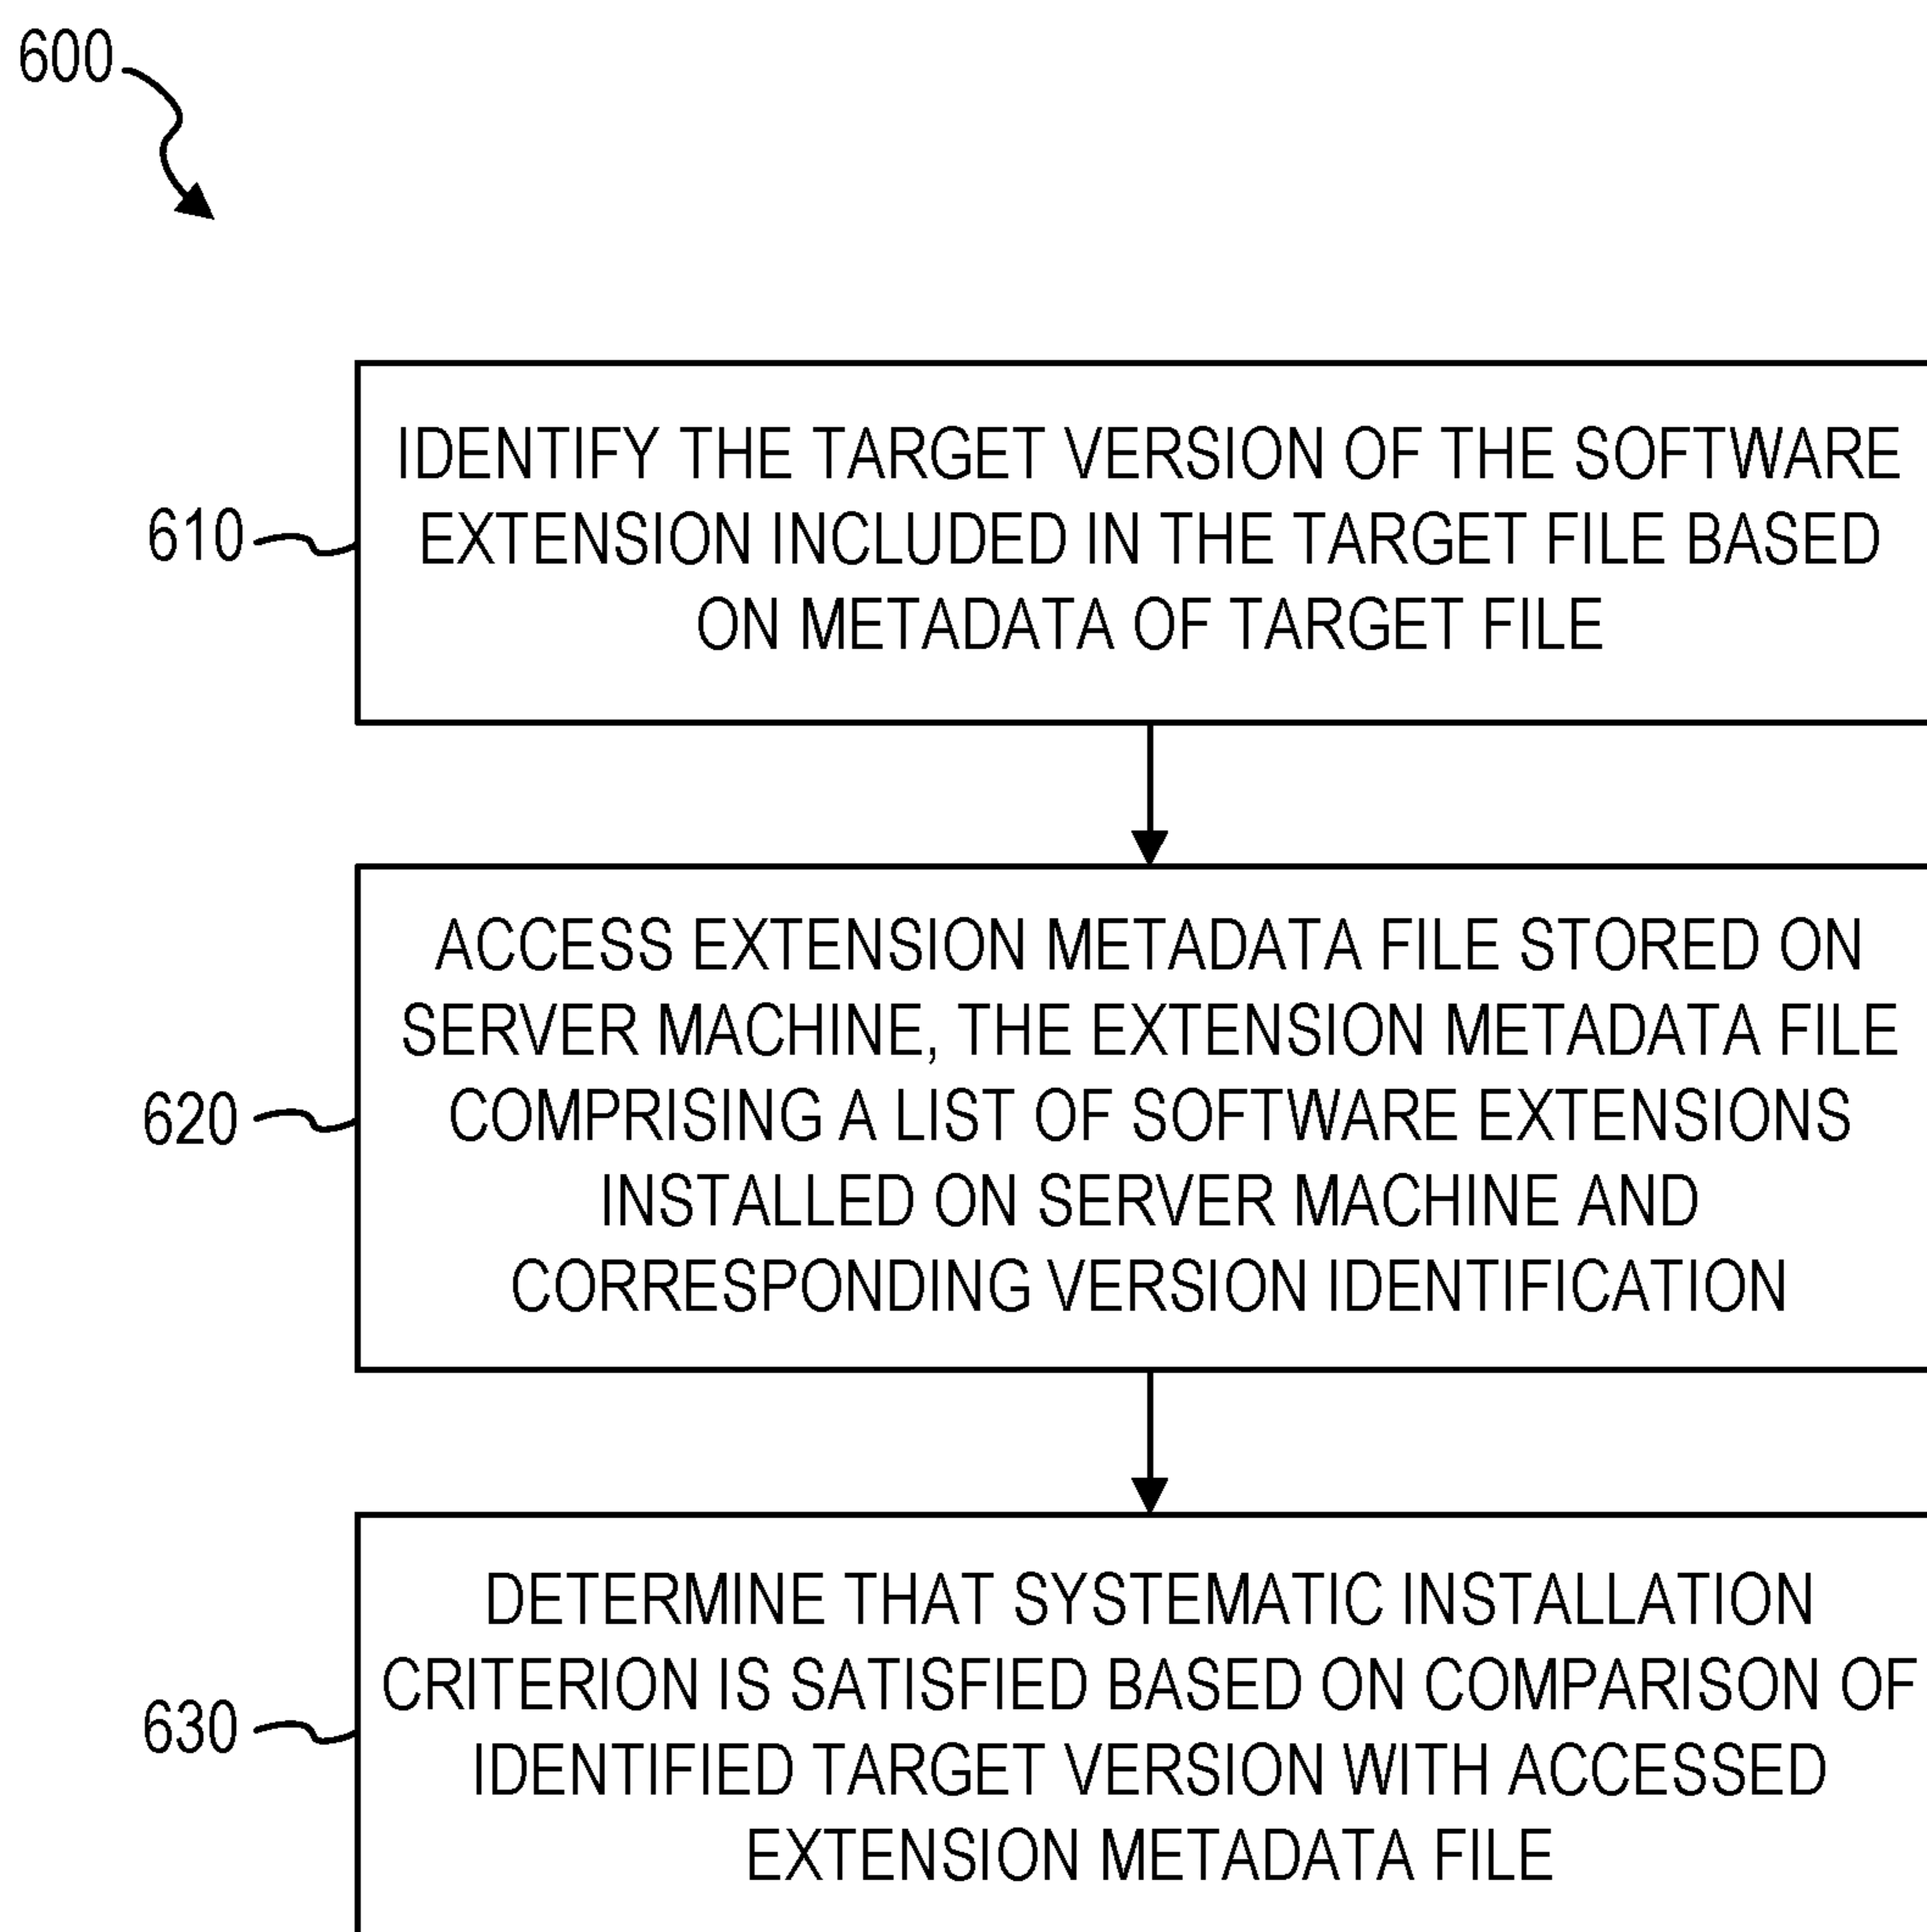 600
IDENTIFY THE TARGET VERSION OF THE SOFTWARE
EXTENSION INCLUDED IN THE TARGET FILE BASED
ON METADATA OF TARGET FILE
610
ACCESS EXTENSION METADATA FILE STORED ON
SERVER MACHINE, THE EXTENSION METADATA FILE
COMPRISING A LIST OF SOFTWARE EXTENSIONS
INSTALLED ON SERVER MACHINE AND
CORRESPONDING VERSION IDENTIFICATION
620
DETERMINE THAT SYSTEMATIC INSTALLATION
CRITERION IS SATISFIED BASED ON COMPARISON OF
IDENTIFIED TARGET VERSION WITH ACCESSED
EXTENSION METADATA FILE
630